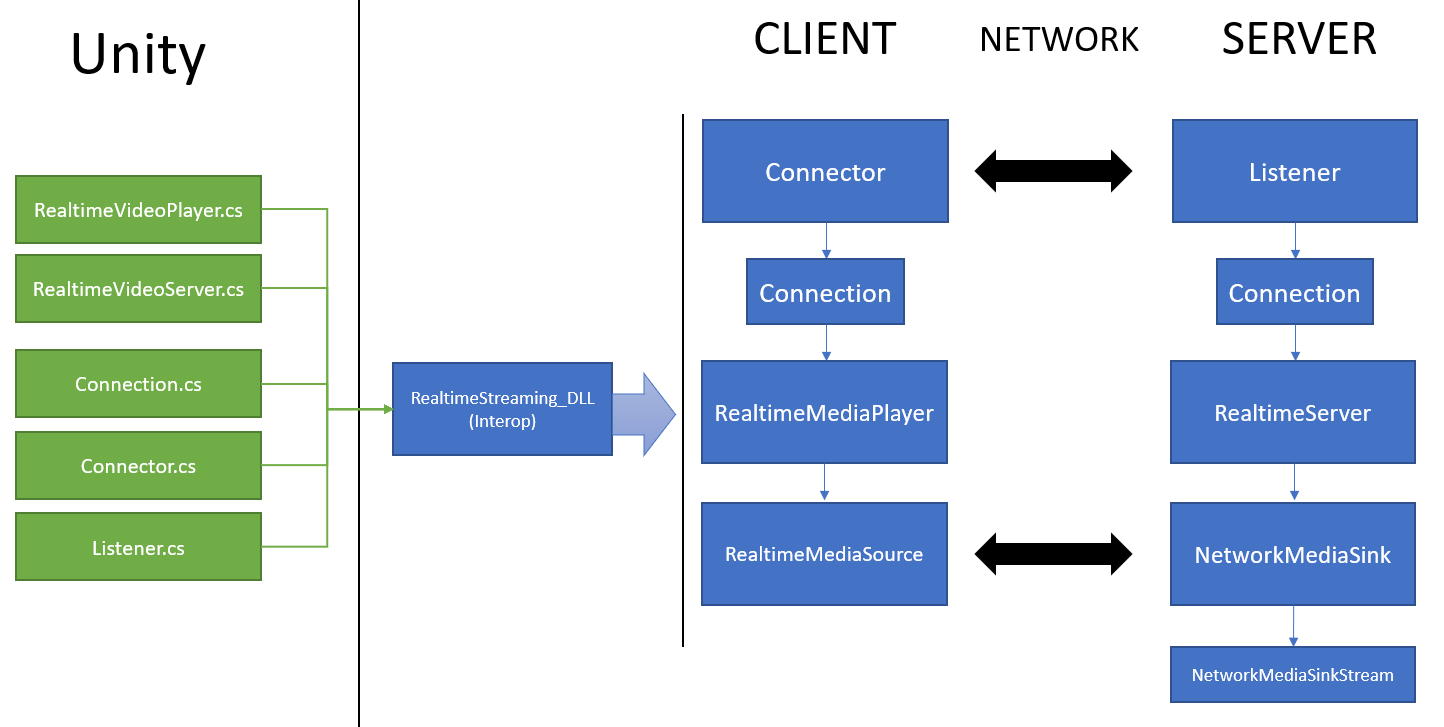 Unity
CLIENT
NETWORK
SERVER
RealtimeVideoPlayer.cs
RealtimeVideoServer.cs
Connection.cs
Connector.cs
Listener.cs
RealtimeStreaming_DLL
(Interop)
Connector
Connection
RealtimeMediaPlayer
RealtimeMediaSource
Listener
Connection
RealtimeServer
NetworkMediaSink
NetworkMediaSinkStream